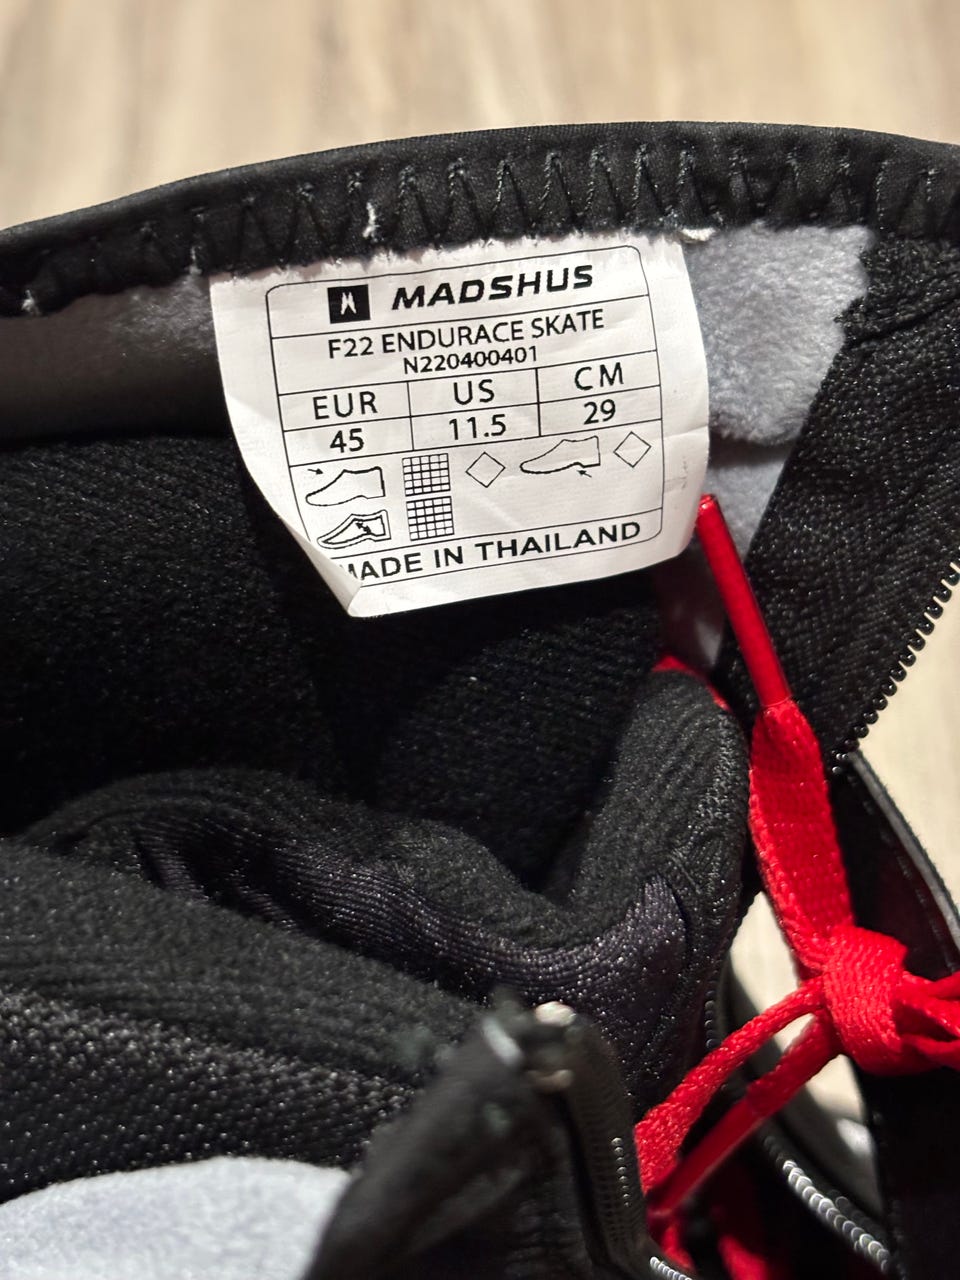 MADSHUS
F22 ENDURACE SKATE
N220400401
EUR US CM
45 11.5 29
MADE IN THAILAND